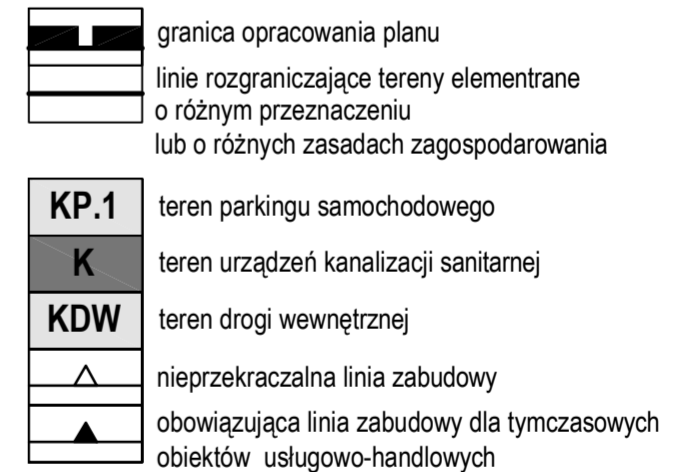 granica opracowania planu
linie rozgraniczające tereny elementrane
o różnym przeznaczeniu
lub o różnych zasadach zagospodarowania
KP.1 teren parkingu samochodowego
K teren urządzeń kanalizacji sanitarnej
KDW teren drogi wewnętrznej
nieprzekraczalna linia zabudowy
obowiązująca linia zabudowy dla tymczasowych
obiektów usługowo-handlowych